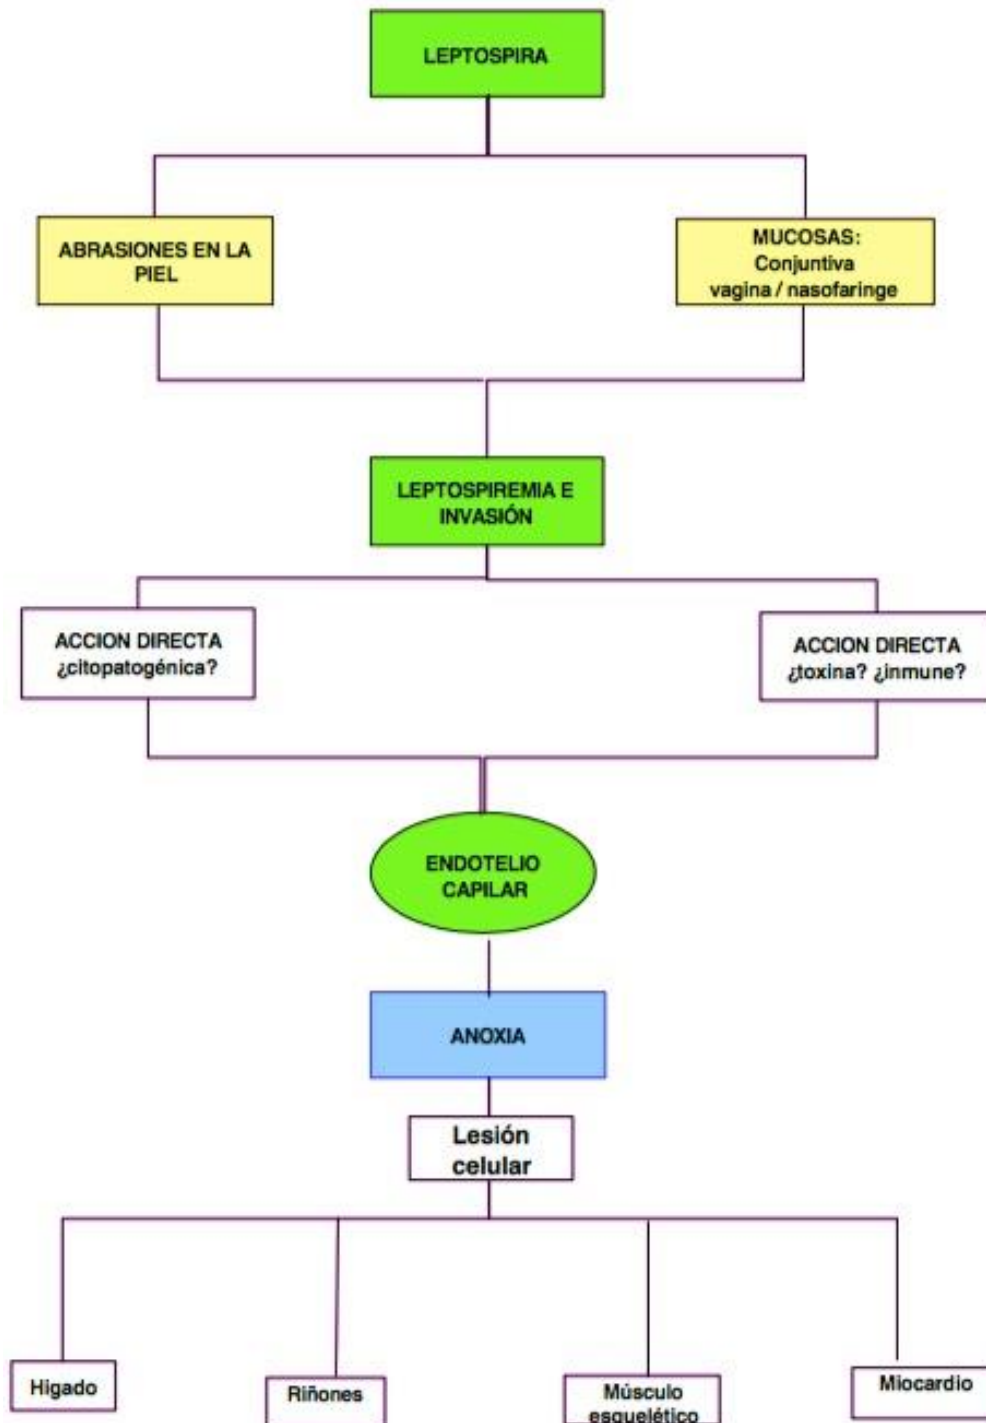 LEPTOSPIRA
ABRASIONES EN LA
PIEL
MUCOSAS:
Conjuntiva
vagina / nasofaringe
LEPTOSPIREMIA E
INVASIÓN
ACCION DIRECTA
¿citopatogénica?
ACCION DIRECTA
¿toxina? ¿inmune?
ENDOTELIO
CAPILAR
ANOXIA
Lesión
celular
Higado
Riñones
Músculo
esquelético
Miocardio